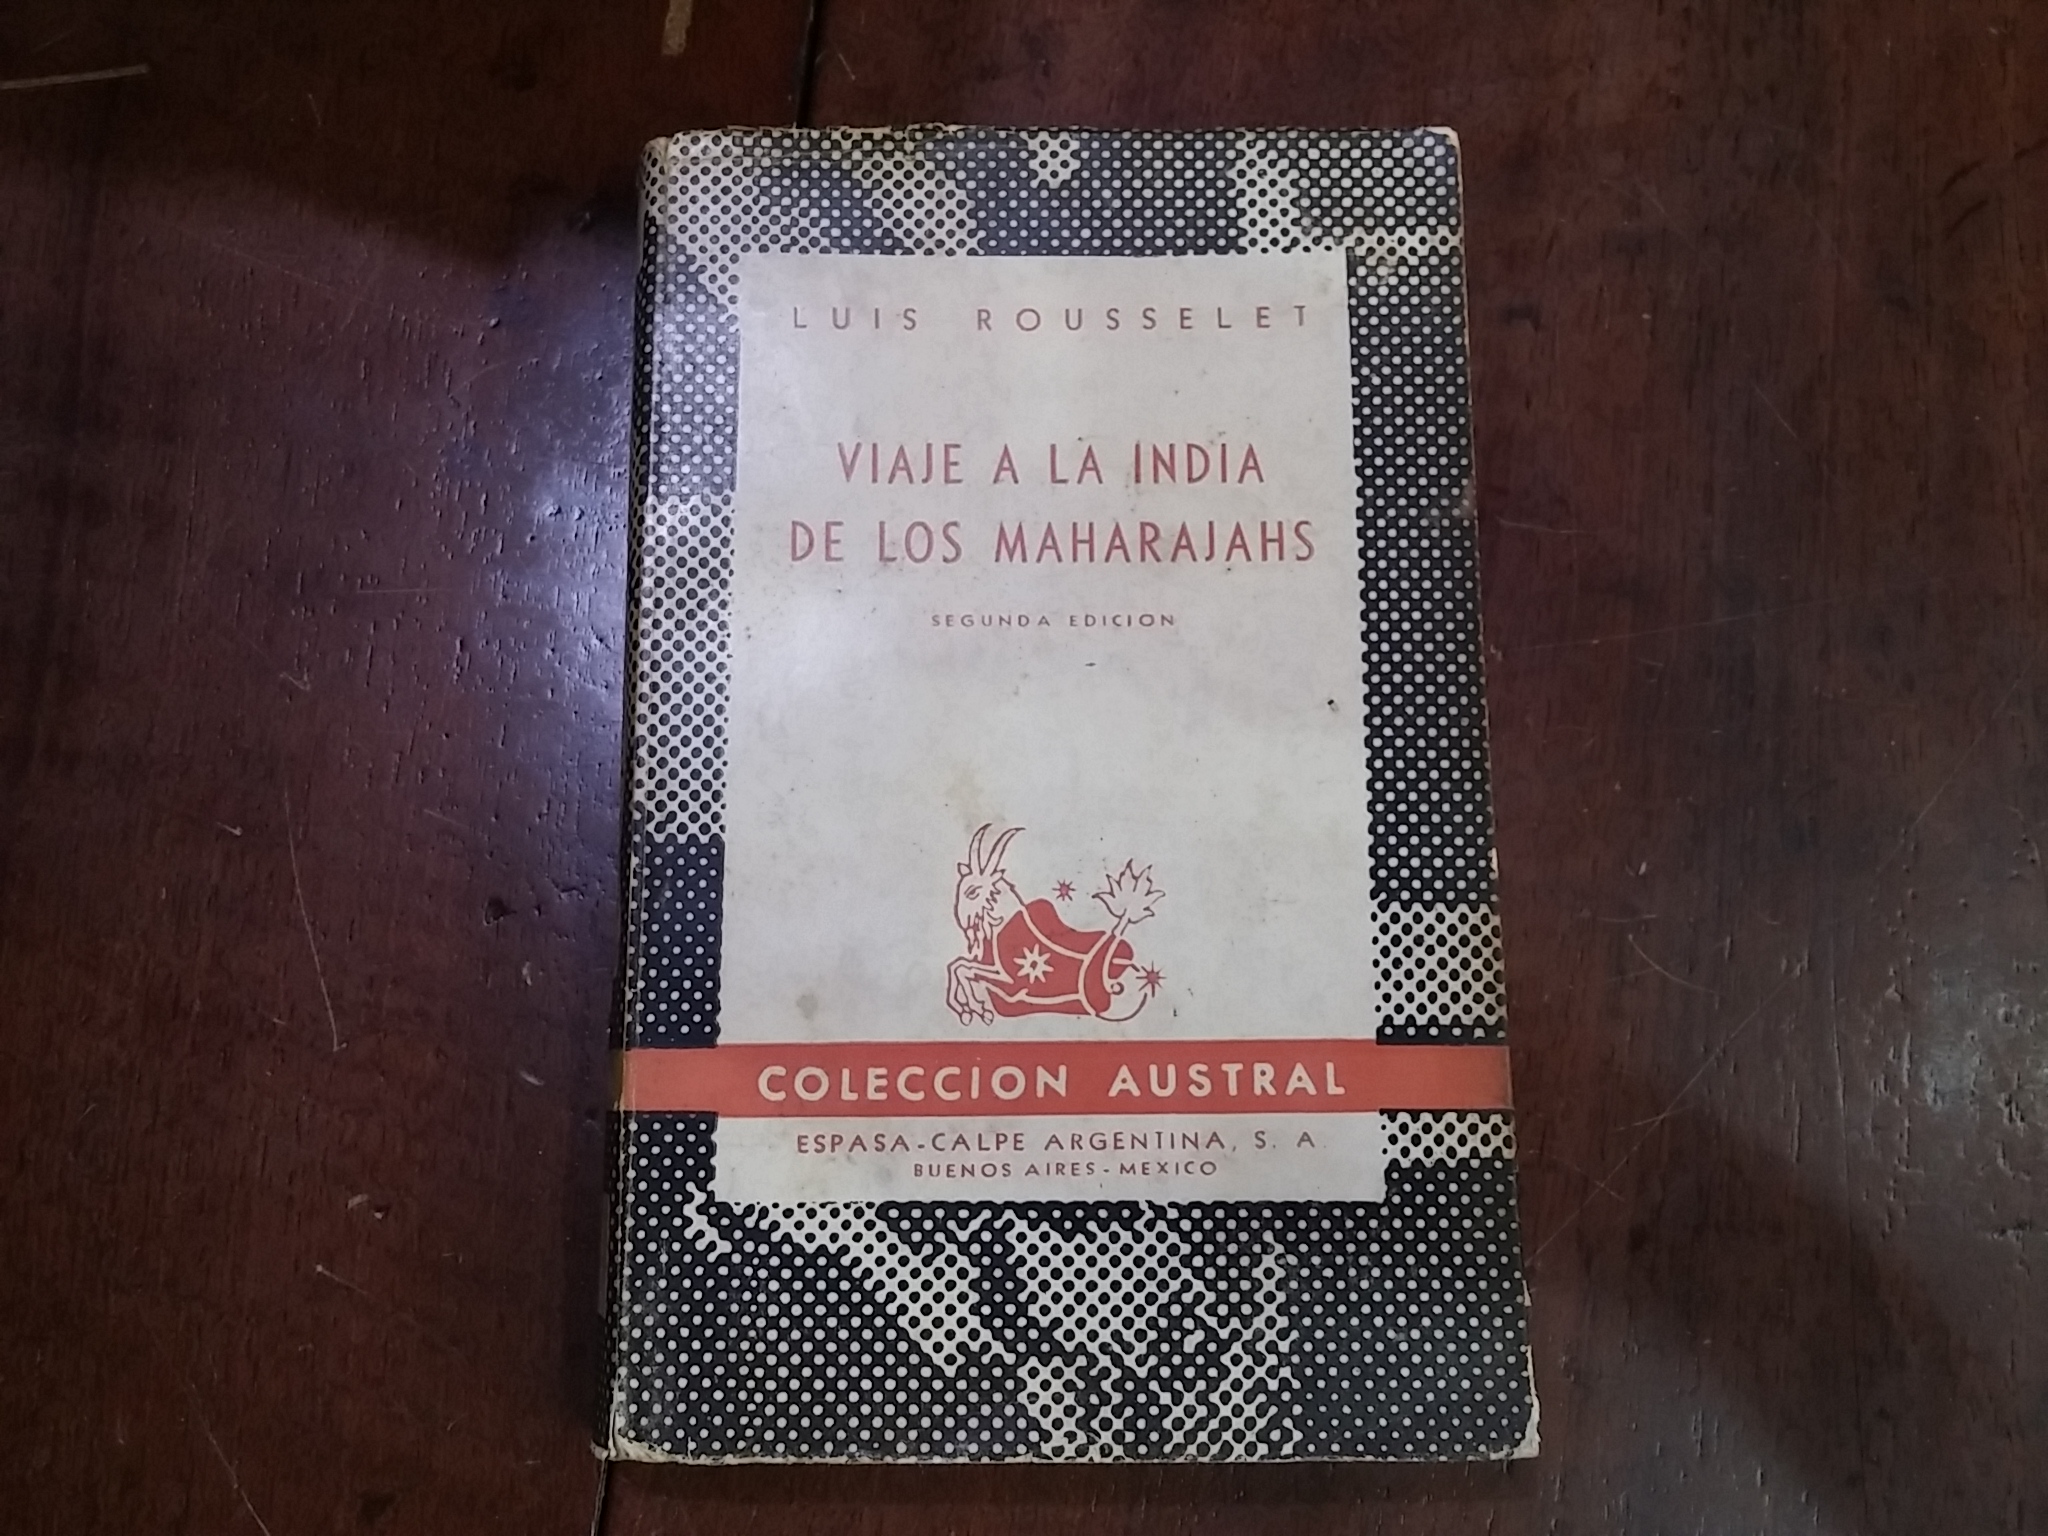 LUIS ROUSSELET
VIAJE A LA INDIA
DE LOS MAHARAJAHS
SEGUNDA EDICION
COLECCION AUSTRAL
ESPASA-CALPE ARGENTINA, S. A.
BUENOS AIRES - MEXICO